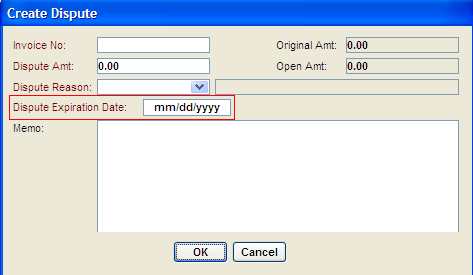 Create Dispute
Invoice No: Original Amt: 0.00
Dispute Amt: 0.00 Open Amt: 0.00
Dispute Reason:
Dispute Expiration Date: mm/dd/yyyy
Memo:
OK Cancel